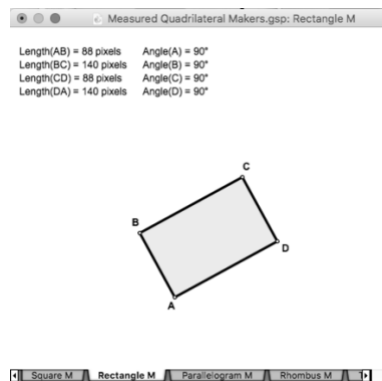 Measured Quadrilateral Makers.gsp: Rectangle M
Length(AB) = 88 pixels Angle(A) = 90°
Length(BC) = 140 pixels Angle(B) = 90°
Length(CD) = 88 pixels Angle(C) = 90°
Length(DA) = 140 pixels Angle(D) = 90°
C
B
D
A
Square M Rectangle M Parallelogram M Rhombus M